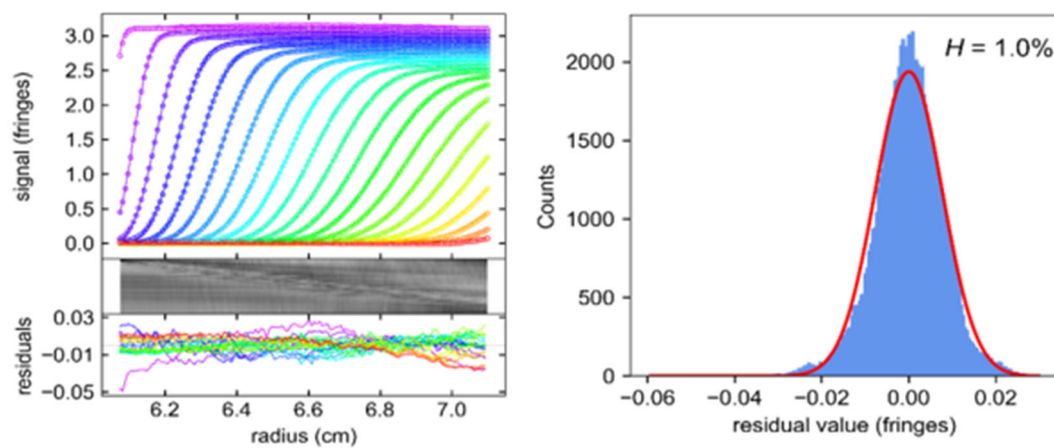 signal (fringes)
3.0
2.5
2.0
1.5
1.0
0.5
0.0
residuals
0.03
−0.01
−0.05
6.2 6.4 6.6 6.8 7.0
radius (cm)
H = 1.0%
Counts
2000
1500
1000
500
0
−0.06 −0.04 −0.02 0.00 0.02
residual value (fringes)